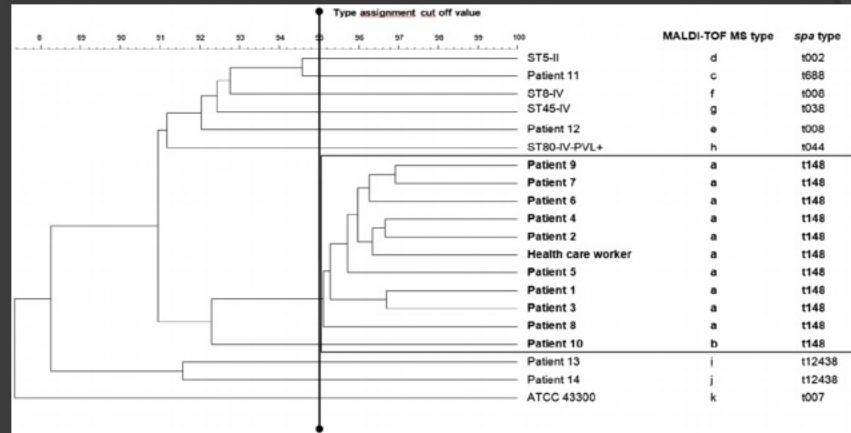 Type assignment cut off value
8 91 92 93 94 95 96 97 98 99 100
MALDI-TOF MS type spa type
ST5-II d t002
Patient 11 c t688
ST8-IV f t008
ST45-IV g t038
Patient 12 e t008
ST80-IV-PVL+ h t044
Patient 9 a t148
Patient 7 a t148
Patient 6 a t148
Patient 4 a t148
Patient 2 a t148
Health care worker a t148
Patient 5 a t148
Patient 1 a t148
Patient 3 a t148
Patient 8 a t148
Patient 10 b t148
Patient 13 i t12438
Patient 14 j t12438
ATCC 43300 k t007